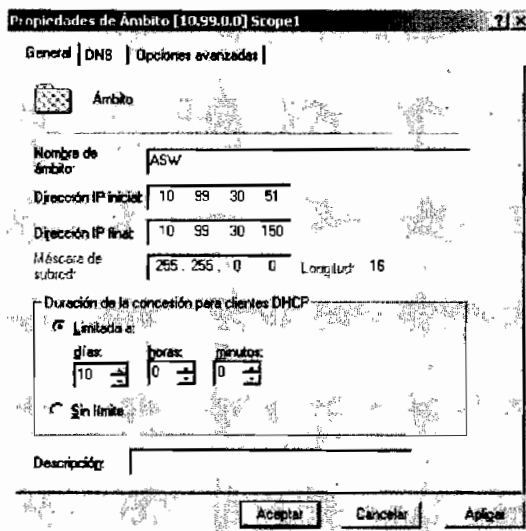 Propiedades de Ámbito [10.99.0.0] Scope1 ? ×
General DNS Opciones avanzadas
Ámbito
Nombre de ámbito: ASW
Dirección IP inicial: 10 99 30 51
Dirección IP final: 10 99 30 150
Máscara de subred: 255 . 255 . 0 0 Longitud: 16
Duración de la concesión para clientes DHCP
Limitada a:
días: horas: minutos:
10 0 0
Sin límite
Descripción:
Aceptar Cancelar Aplicar